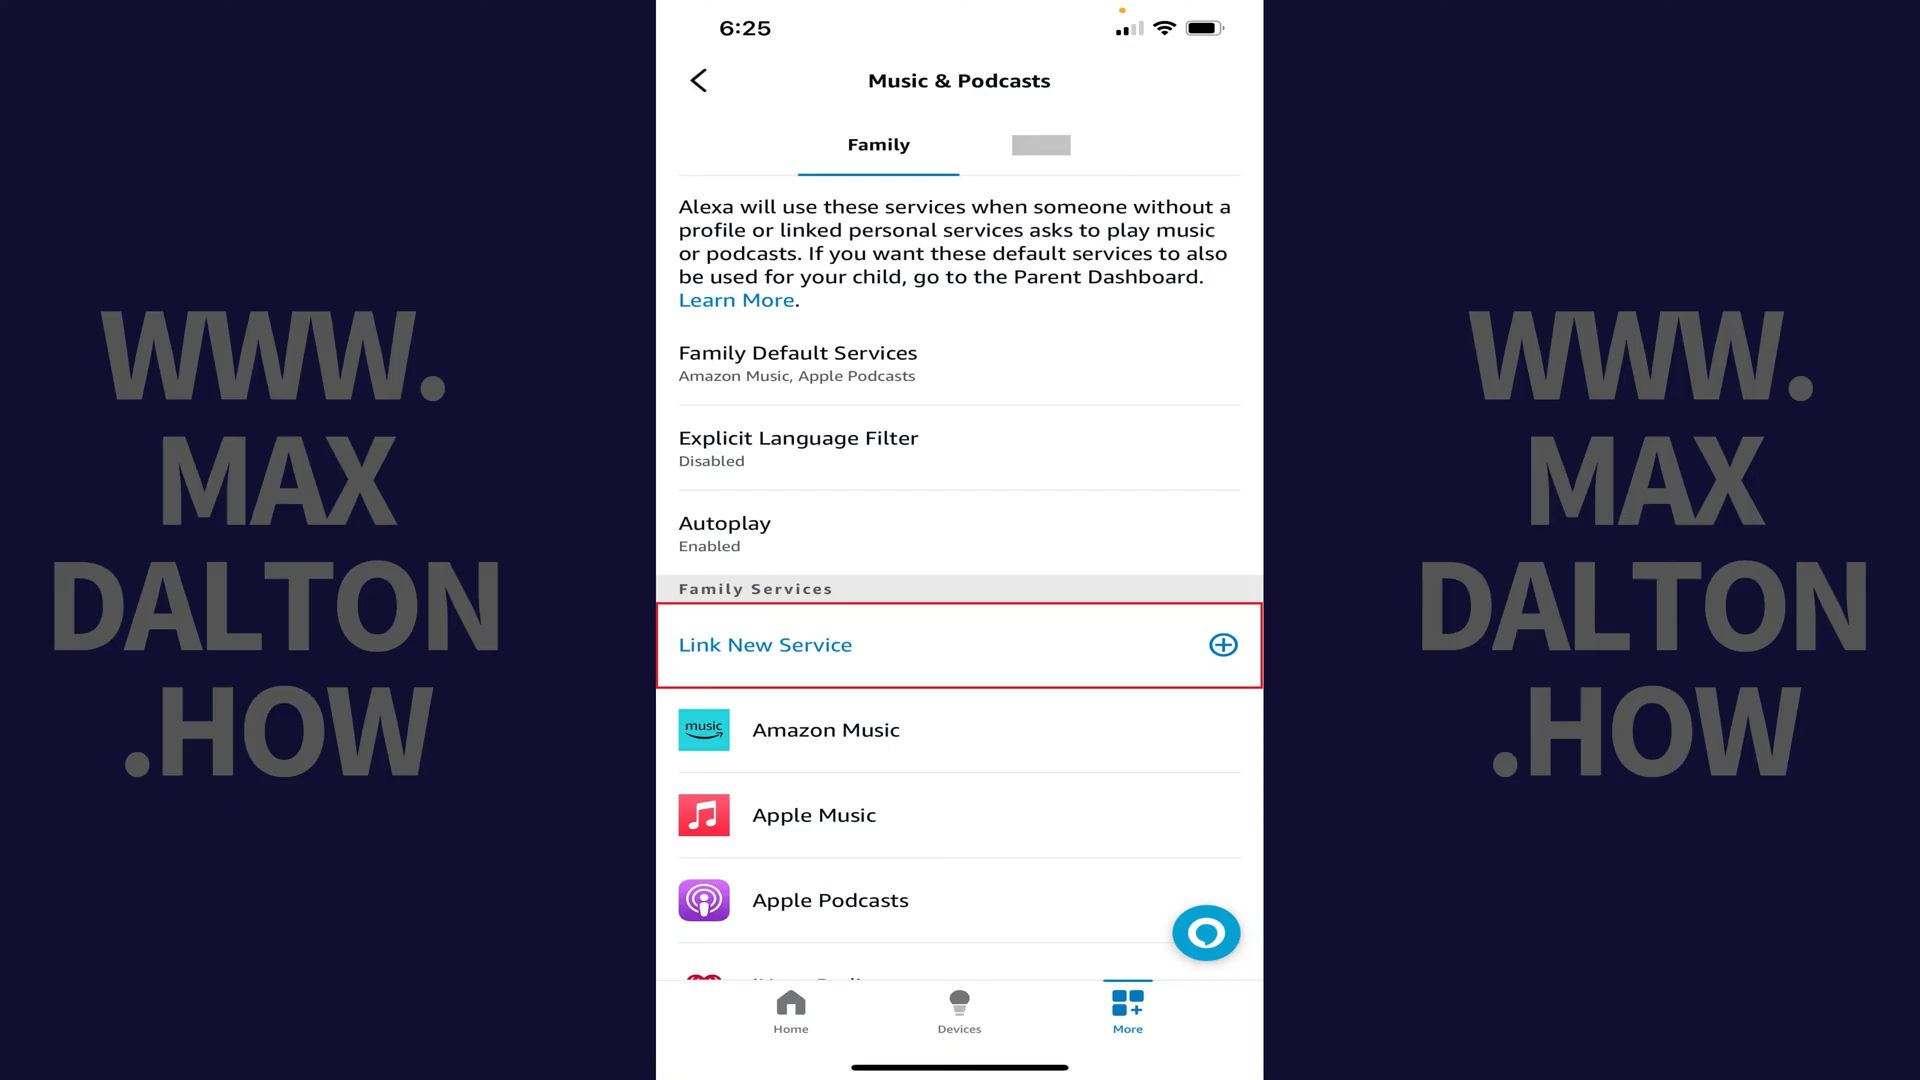 6:25
Music & Podcasts
Family
Alexa will use these services when someone without a
profile or linked personal services asks to play music
or podcasts. If you want these default services to also
be used for your child, go to the Parent Dashboard.
Learn More.
Family Default Services
Amazon Music, Apple Podcasts
Explicit Language Filter
Disabled
Autoplay
Enabled
Family Services
Link New Service
music
Amazon Music
Apple Music
Apple Podcasts
Home
Devices
More
WWW.
MAX
DALTON
.HOW
WWW.
MAX
DALTON
.HOW